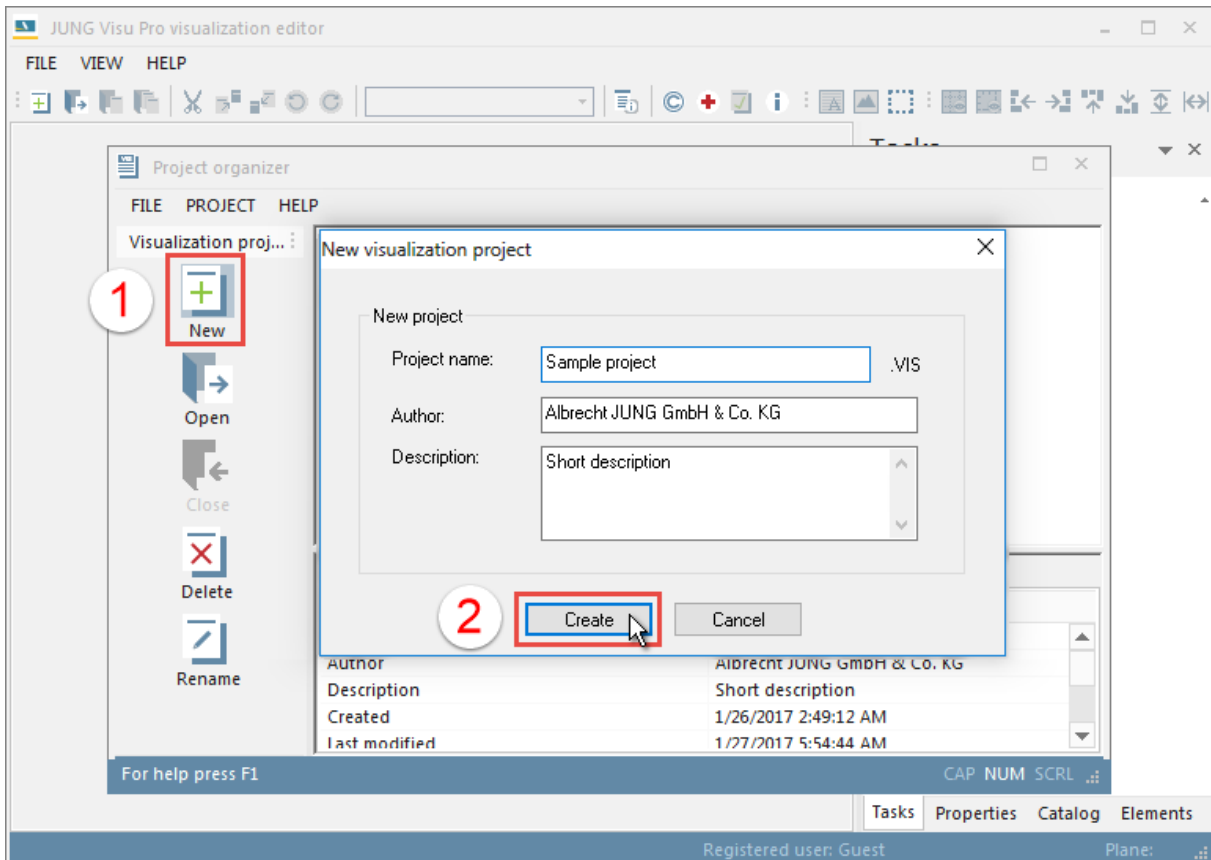 JUNG Visu Pro visualization editor
FILE VIEW HELP
Tasks
Project organizer
FILE PROJECT HELP
Visualization proj...
New visualization project
1
New
New project
Project name: Sample project .VIS
Open
Author: Albrecht JUNG GmbH & Co. KG
Description: Short description
Close
Delete
2
Create Cancel
Rename
Author Albrecht JUNG GmbH & Co. KG
Description Short description
Created 1/26/2017 2:49:12 AM
Last modified 1/27/2017 5:54:44 AM
For help press F1 CAP NUM SCRL
Tasks Properties Catalog Elements
Registered user: Guest Plane: